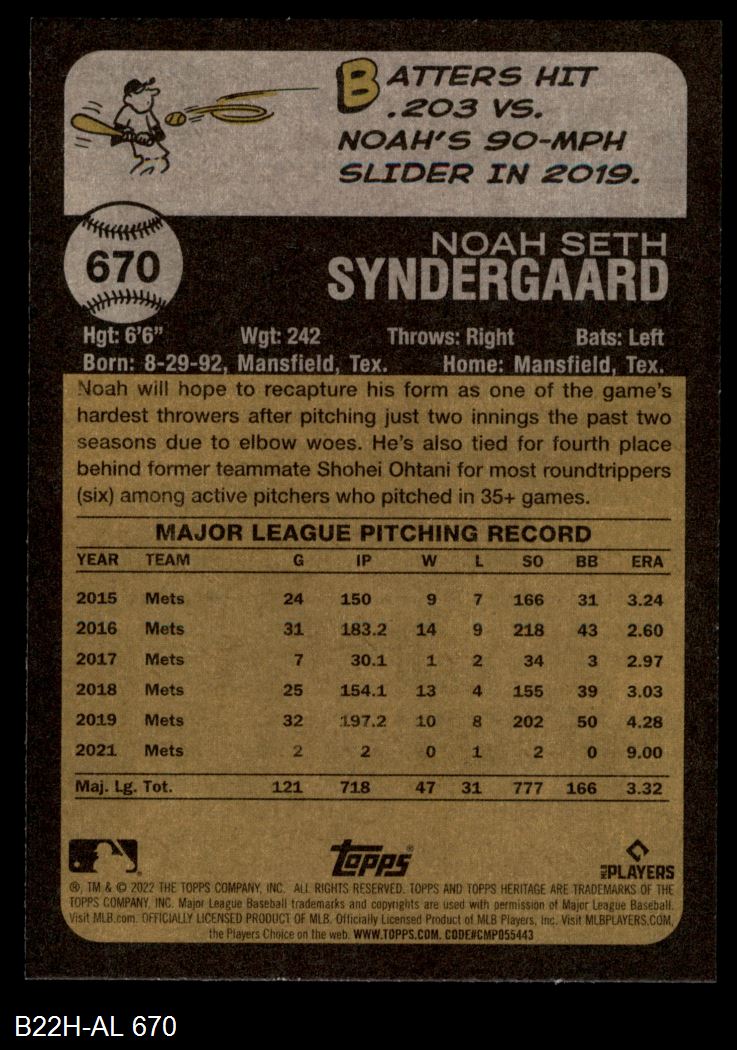 BATTERS HIT
.203 VS.
NOAH'S 90-MPH
SLIDER IN 2019.
670
NOAH SETH
SYNDERGAARD
Hgt: 6'6" Wgt: 242 Throws: Right Bats: Left
Born: 8-29-92, Mansfield, Tex. Home: Mansfield, Tex.
Noah will hope to recapture his form as one of the game's
hardest throwers after pitching just two innings the past two
seasons due to elbow woes. He's also tied for fourth place
behind former teammate Shohei Ohtani for most roundtrippers
(six) among active pitchers who pitched in 35+ games.
MAJOR LEAGUE PITCHING RECORD
YEAR TEAM G IP W L SO BB ERA
2015 Mets 24 150 9 7 166 31 3.24
2016 Mets 31 183.2 14 9 218 43 2.60
2017 Mets 7 30.1 1 2 34 3 2.97
2018 Mets 25 154.1 13 4 155 39 3.03
2019 Mets 32 197.2 10 8 202 50 4.28
2021 Mets 2 2 0 1 2 0 9.00
Maj. Lg. Tot. 121 718 47 31 777 166 3.32
Topps® MLB PLAYERS
®, TM & © 2022 THE TOPPS COMPANY, INC. ALL RIGHTS RESERVED. TOPPS AND TOPPS HERITAGE ARE TRADEMARKS OF THE
TOPPS COMPANY, INC. Major League Baseball trademarks and copyrights are used with permission of Major League Baseball.
Visit MLB.com. OFFICIALLY LICENSED PRODUCT OF MLB. Officially Licensed Product of MLB Players, Inc. Visit MLBPLAYERS.COM,
the Players Choice on the web. WWW.TOPPS.COM. CODE#CMP055443
B22H-AL 670